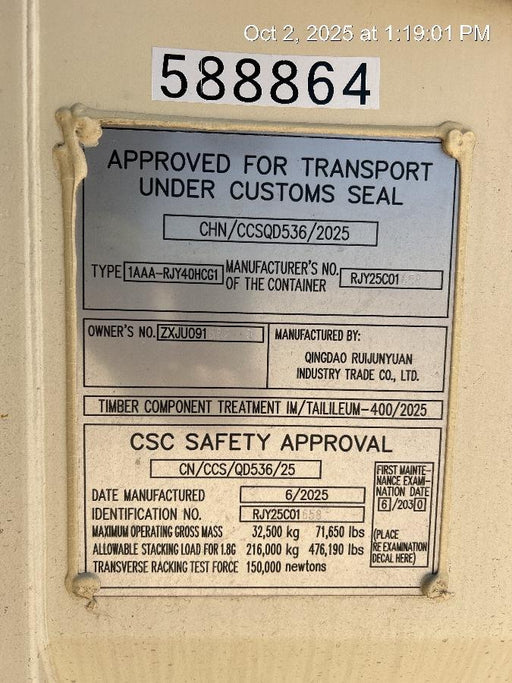 Oct 2, 2025 at 1:19:01 PM
588864
APPROVED FOR TRANSPORT
UNDER CUSTOMS SEAL
CHN/CCSQD536/2025
TYPE 1AAA-RJY40HCG1 MANUFACTURER'S NO. OF THE CONTAINER RJY25C01
OWNER'S NO. ZXJU091
MANUFACTURED BY:
QINGDAO RUIJUNYUAN
INDUSTRY TRADE CO., LTD.
TIMBER COMPONENT TREATMENT IM/TAILILEUM-400/2025
CSC SAFETY APPROVAL
CN/CCS/QD536/25
DATE MANUFACTURED 6/2025
IDENTIFICATION NO. RJY25C01
MAXIMUM OPERATING GROSS MASS 32,500 kg 71,650 lbs
ALLOWABLE STACKING LOAD FOR 1.8G 216,000 kg 476,190 lbs
TRANSVERSE RACKING TEST FORCE 150,000 newtons
FIRST MAINTE-
NANCE EXAMI-
NATION DATE
6/2030
(PLACE
RE EXAMINATION
DECAL HERE)